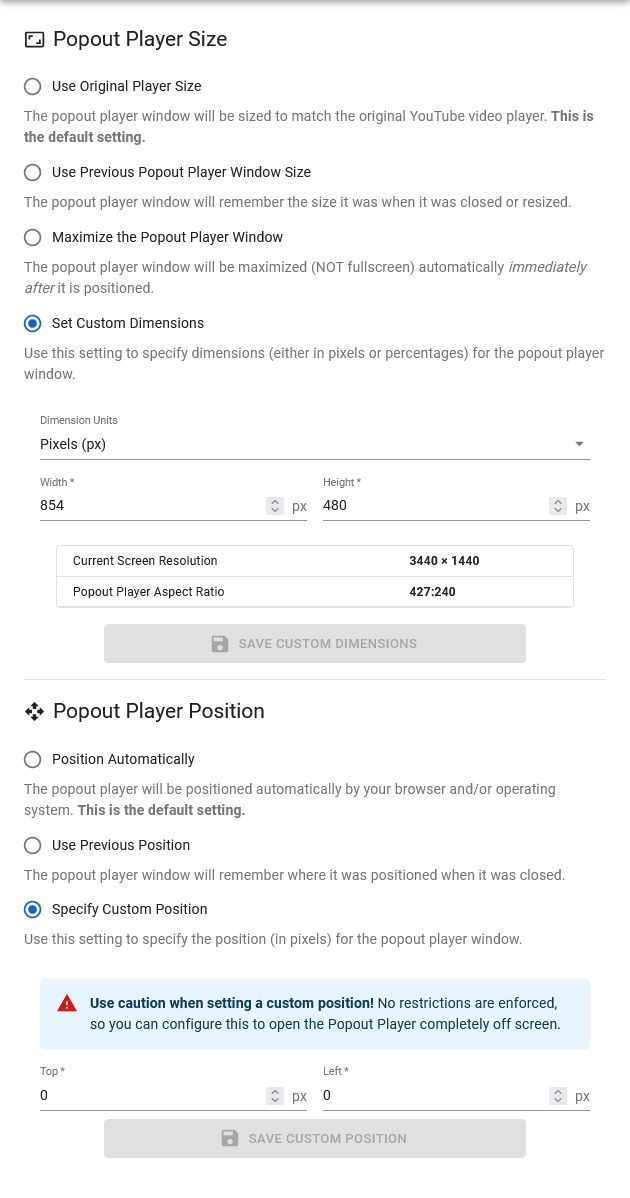 Popout Player Size
Use Original Player Size
The popout player window will be sized to match the original YouTube video player. This is
the default setting.
Use Previous Popout Player Window Size
The popout player window will remember the size it was when it was closed or resized.
Maximize the Popout Player Window
The popout player window will be maximized (NOT fullscreen) automatically immediately
after it is positioned.
Set Custom Dimensions
Use this setting to specify dimensions (either in pixels or percentages) for the popout player
window.
Dimension Units
Pixels (px)
Width * Height *
854 px 480 px
Current Screen Resolution 3440 × 1440
Popout Player Aspect Ratio 427:240
SAVE CUSTOM DIMENSIONS
Popout Player Position
Position Automatically
The popout player will be positioned automatically by your browser and/or operating
system. This is the default setting.
Use Previous Position
The popout player window will remember where it was positioned when it was closed.
Specify Custom Position
Use this setting to specify the position (in pixels) for the popout player window.
Use caution when setting a custom position! No restrictions are enforced,
so you can configure this to open the Popout Player completely off screen.
Top * Left *
0 px 0 px
SAVE CUSTOM POSITION